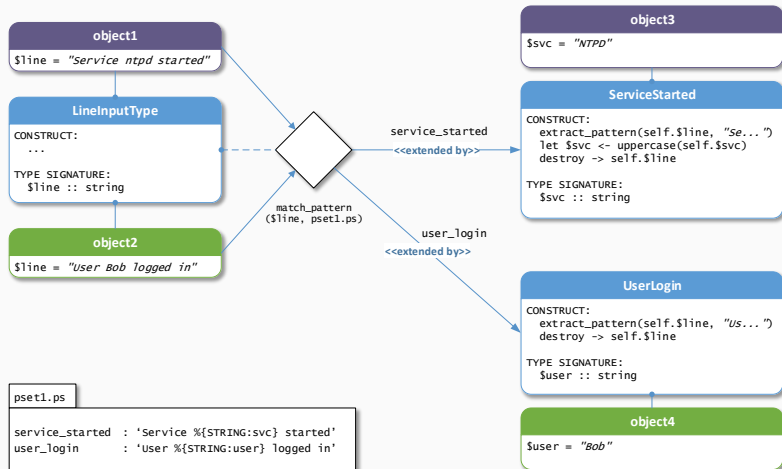 object1
$line = "Service ntpd started"
LineInputType
CONSTRUCT:
...
TYPE SIGNATURE:
$line :: string
object2
$line = "User Bob logged in"
match_pattern
($line, pset1.ps)
service_started
<<extended by>>
user_login
<<extended by>>
object3
$svc = "NTPD"
ServiceStarted
CONSTRUCT:
extract_pattern(self.$line, "Se...")
let $svc <- uppercase(self.$svc)
destroy -> self.$line
TYPE SIGNATURE:
$svc :: string
UserLogin
CONSTRUCT:
extract_pattern(self.$line, "Us...")
destroy -> self.$line
TYPE SIGNATURE:
$user :: string
object4
$user = "Bob"
pset1.ps
service_started : ‘Service %{STRING:svc} started’
user_login : ‘User %{STRING:user} logged in’